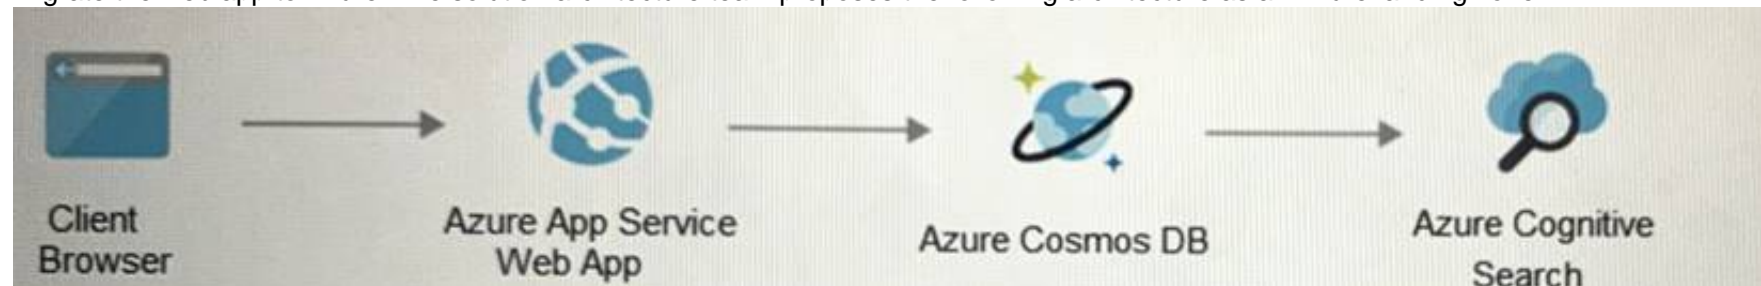 Client
Browser
Azure App Service
Web App
Azure Cosmos DB
Azure Cognitive
Search